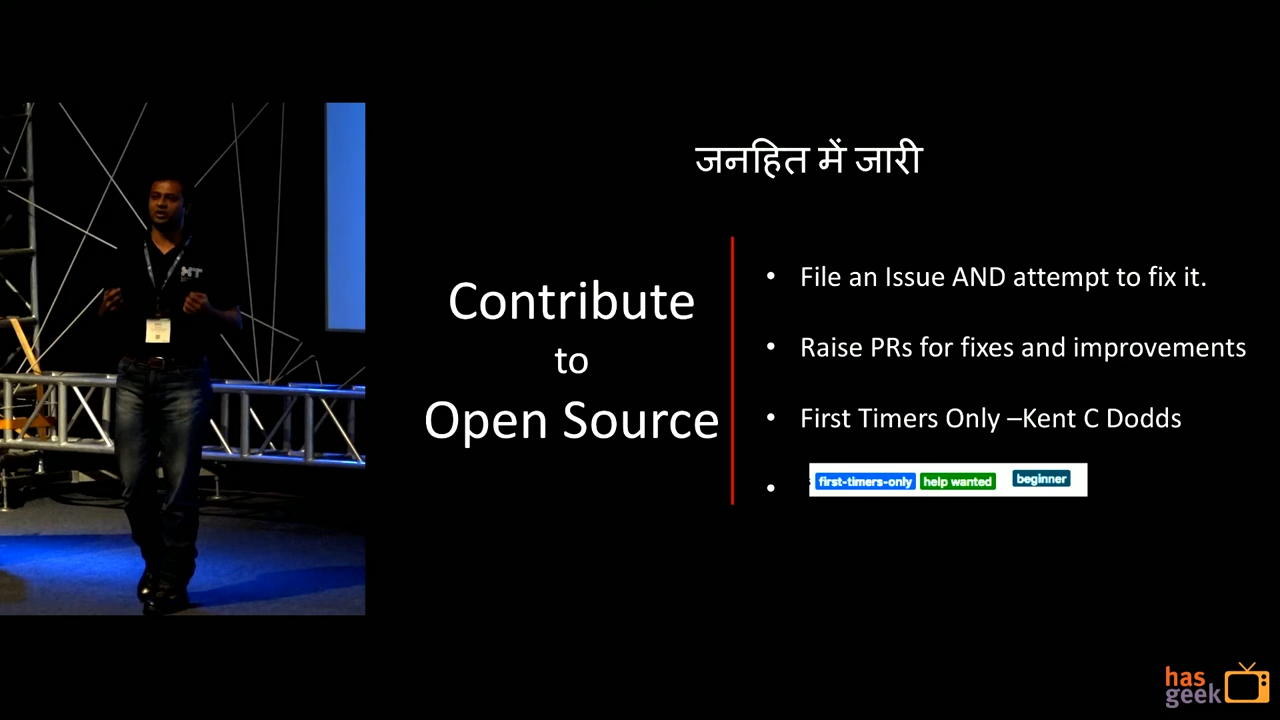 जनहित में जारी
Contribute
to
Open Source
• File an Issue AND attempt to fix it.
• Raise PRs for fixes and improvements
• First Timers Only –Kent C Dodds
• first-timers-only help wanted beginner
has
geek